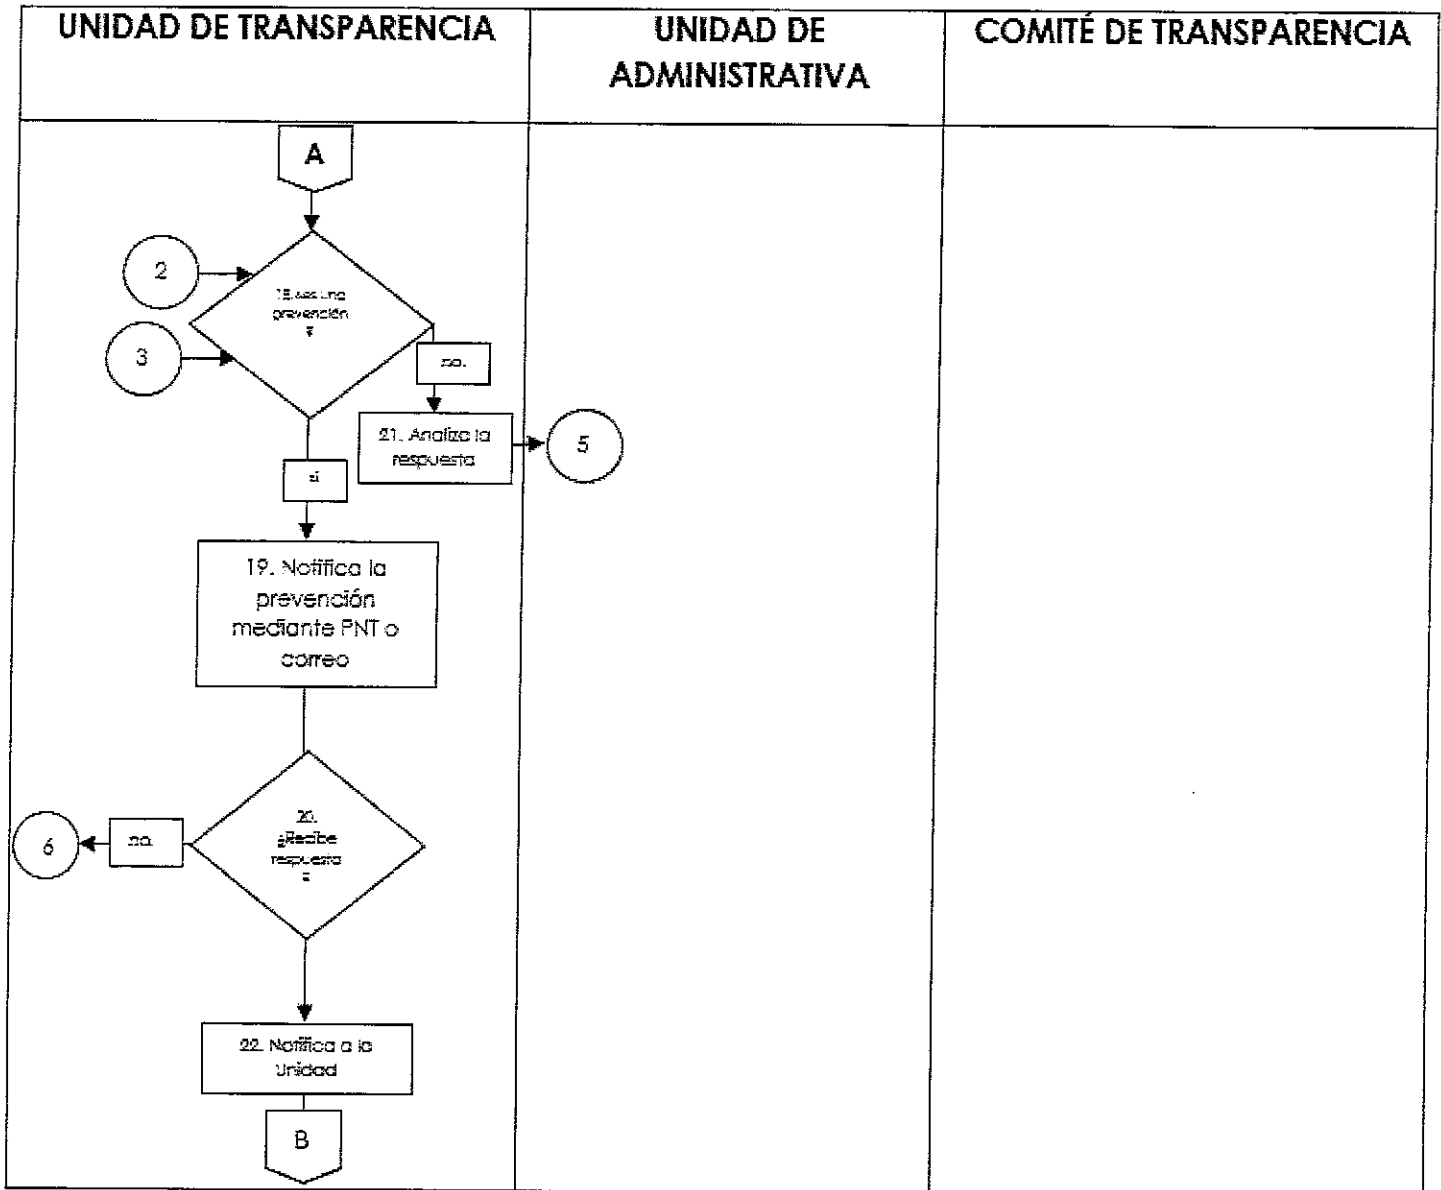 UNIDAD DE TRANSPARENCIA
UNIDAD DE
ADMINISTRATIVA
COMITÉ DE TRANSPARENCIA
A
2
prevención
3
no.
21. Analiza la
respuesta
5
si
19. Notifica la
prevención
mediante PNT o
correo
20.
¿Recibe
respuesta
?
no.
6
22. Notifica a la
Unidad
B